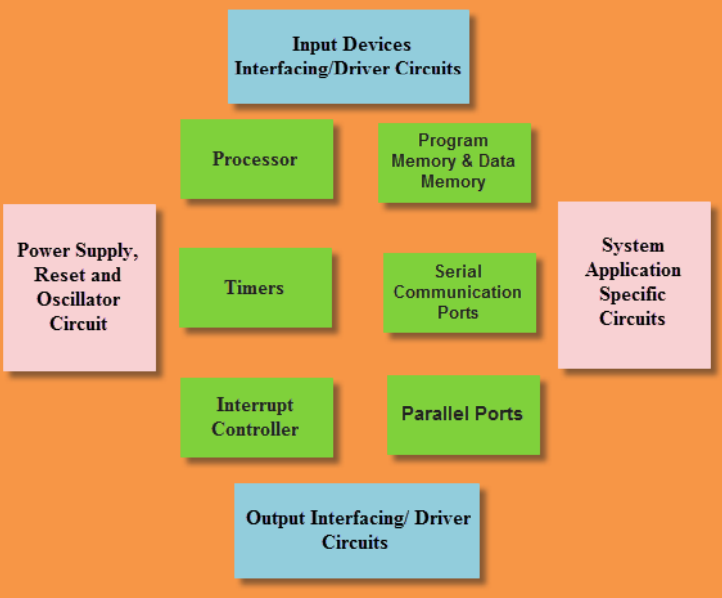 Input Devices
Interfacing/Driver Circuits
Processor
Program
Memory & Data
Memory
Power Supply,
Reset and
Oscillator
Circuit
Timers
Serial
Communication
Ports
System
Application
Specific
Circuits
Interrupt
Controller
Parallel Ports
Output Interfacing/ Driver
Circuits